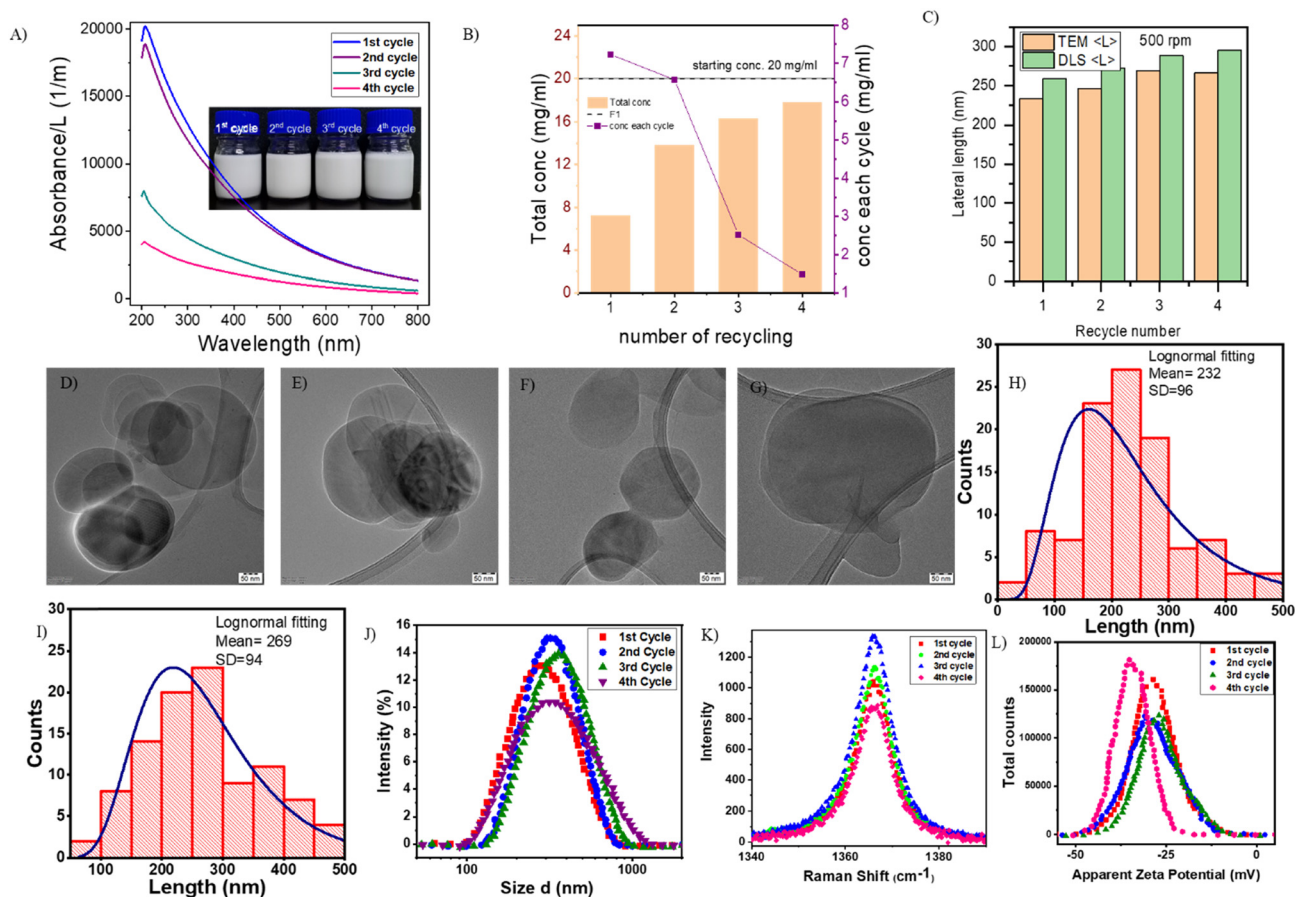 A)
Absorbance/L (1/m)
20000
15000
10000
5000
0
200 300 400 500 600 700 800
Wavelength (nm)
1st cycle
2nd cycle
3rd cycle
4th cycle
1st cycle 2nd cycle 3rd cycle 4th cycle
B)
Total conc (mg/ml)
24
20
16
12
8
4
0
starting conc. 20 mg/ml
Total conc
F1
conc each cycle
8
7
6
5
4
3
2
1
conc each cycle (mg/ml)
1 2 3 4
number of recycling
C)
Lateral length (nm)
300
250
200
150
100
50
0
TEM <L>
DLS <L>
500 rpm
1 2 3 4
Recycle number
D)
50 nm
E)
50 nm
F)
50 nm
G)
50 nm
H)
Counts
30
25
20
15
10
5
0
Lognormal fitting
Mean= 232
SD=96
0 100 200 300 400 500
Length (nm)
I)
Counts
30
25
20
15
10
5
0
Lognormal fitting
Mean= 269
SD=94
100 200 300 400 500
Length (nm)
J)
Intensity (%)
16
14
12
10
8
6
4
2
0
1st Cycle
2nd Cycle
3rd Cycle
4th Cycle
100 1000
Size d (nm)
K)
Intensity
1200
1000
800
600
400
200
0
1st cycle
2nd cycle
3rd cycle
4th cycle
1340 1360 1380
Raman Shift (cm-1)
L)
Total counts
200000
150000
100000
50000
0
1st cycle
2nd cycle
3rd cycle
4th cycle
-50 -25 0
Apparent Zeta Potential (mV)